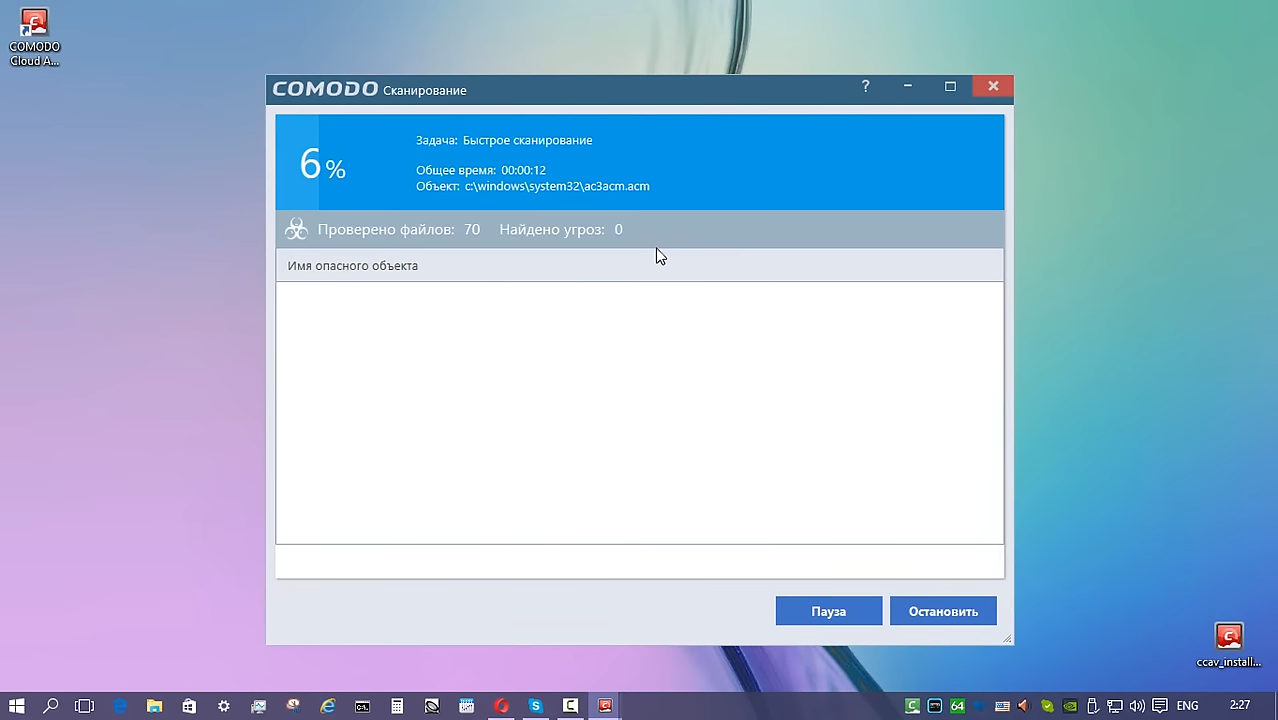 COMODO
Cloud A...
COMODO Сканирование
?
6 %
Задача: Быстрое сканирование
Общее время: 00:00:12
Объект: c:\windows\system32\ac3acm.acm
Проверено файлов: 70 Найдено угроз: 0
Имя опасного объекта
Пауза
Остановить
ccav_install...
64
ENG
2:27